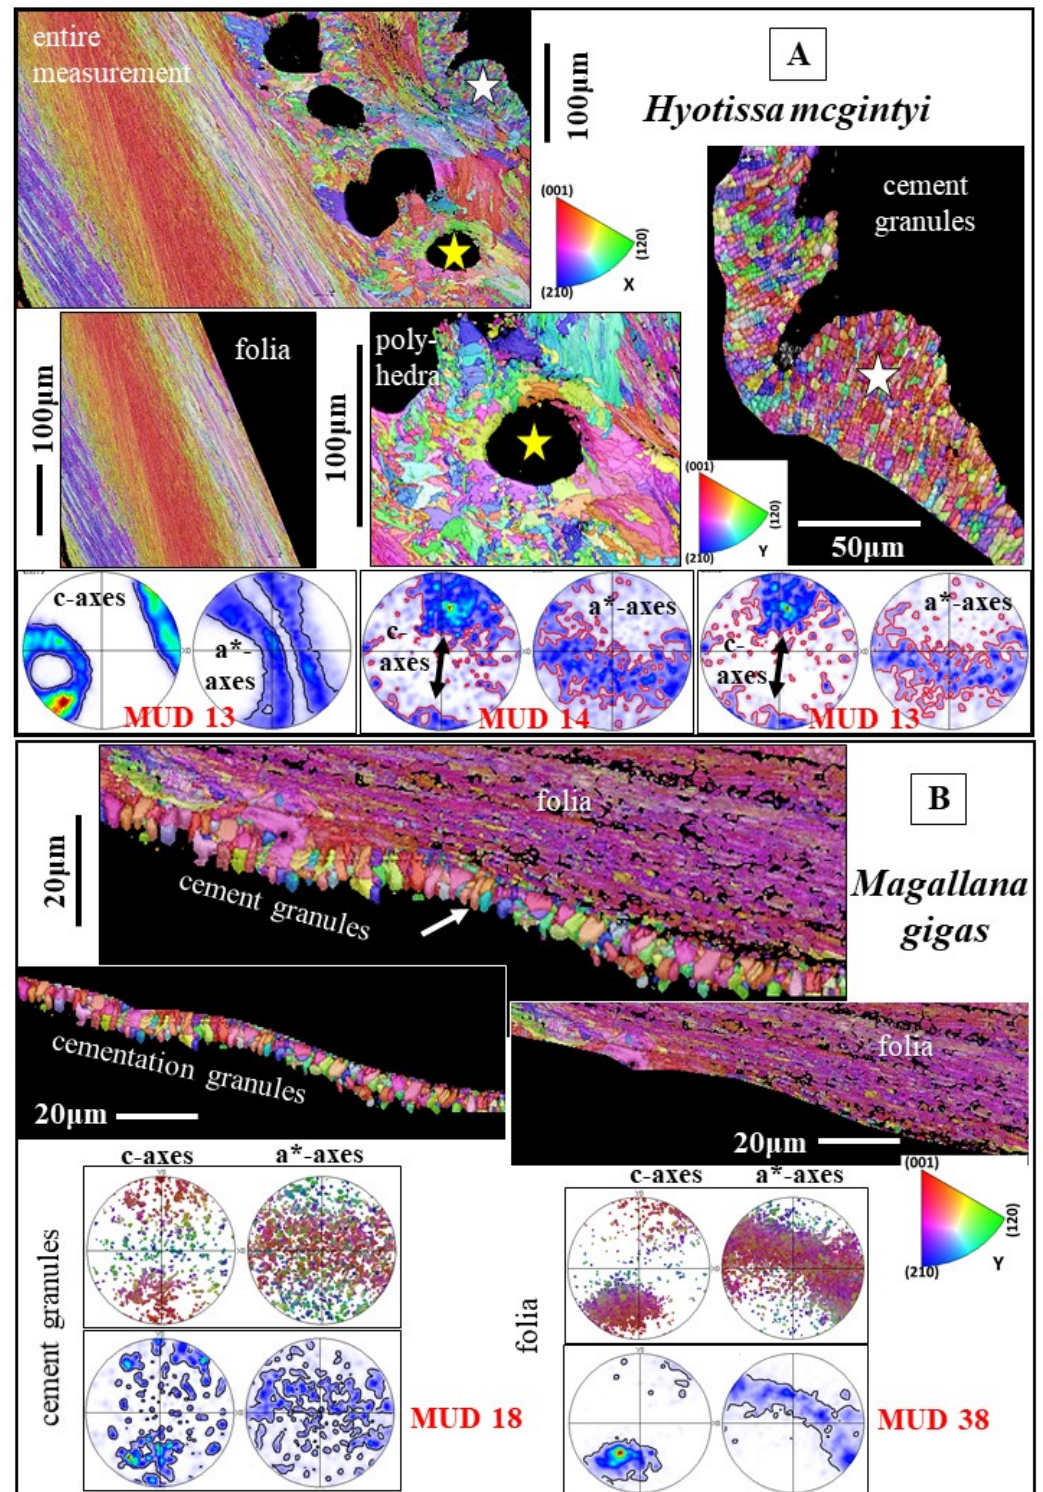 entire
measurement
100µm
A
Hyotissa mcgintyi
(001)
(120)
(210)
X
cement
granules
folia
100µm
poly-
hedra
100µm
(001)
(120)
(210)
Y
50µm
c-axes
a*-
axes
MUD 13
c-
axes
a*-axes
MUD 14
c-
axes
a*-axes
MUD 13
B
Magallana
gigas
folia
20µm
cement granules
cementation granules
20µm
folia
20µm
c-axes
a*-axes
cement granules
MUD 18
c-axes
a*-axes
folia
MUD 38
(001)
(120)
(210)
Y